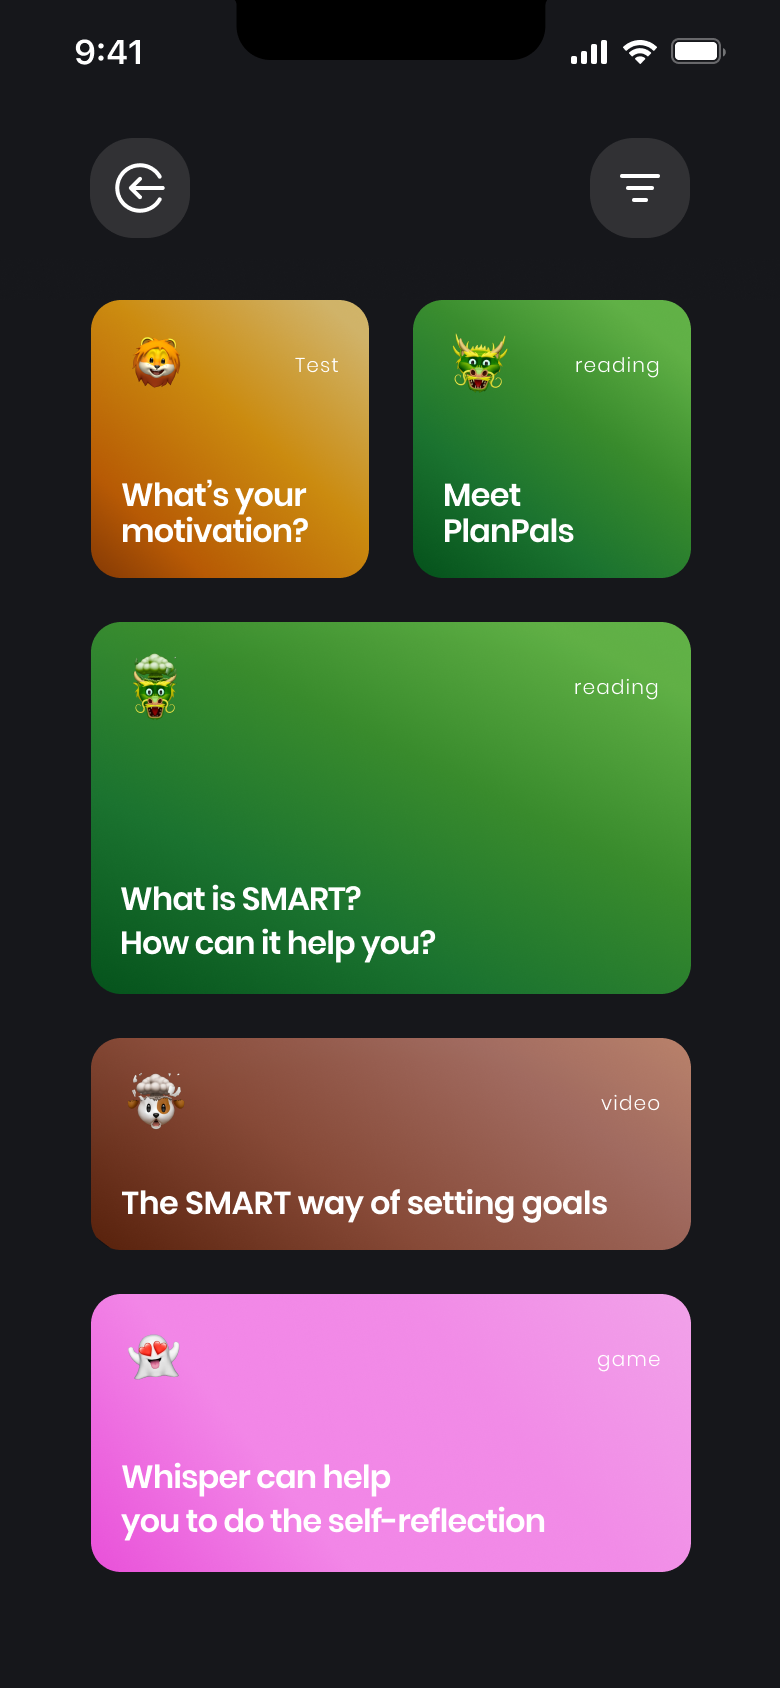 9:41
Test
What’s your
motivation?
reading
Meet
PlanPals
reading
What is SMART?
How can it help you?
video
The SMART way of setting goals
game
Whisper can help
you to do the self-reflection